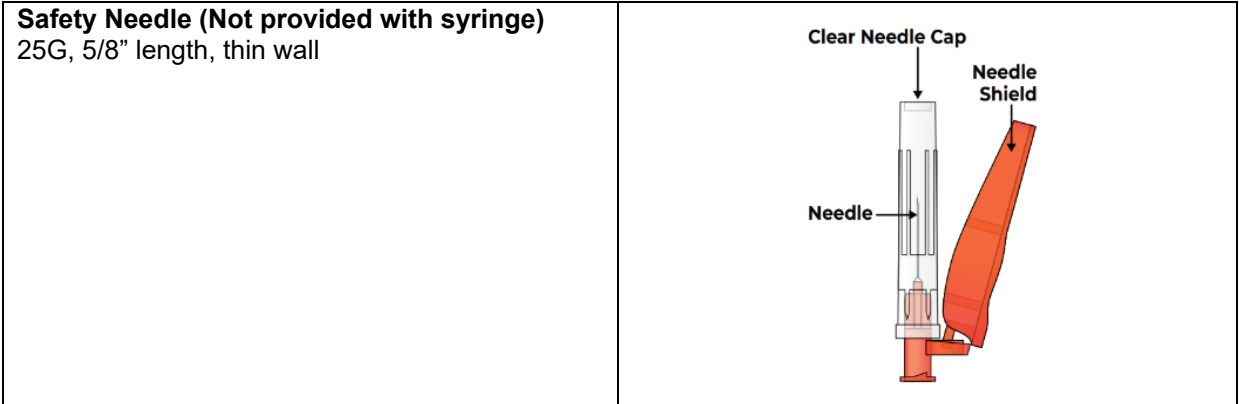 Safety Needle (Not provided with syringe)
25G, 5/8” length, thin wall
Clear Needle Cap
Needle
Shield
Needle